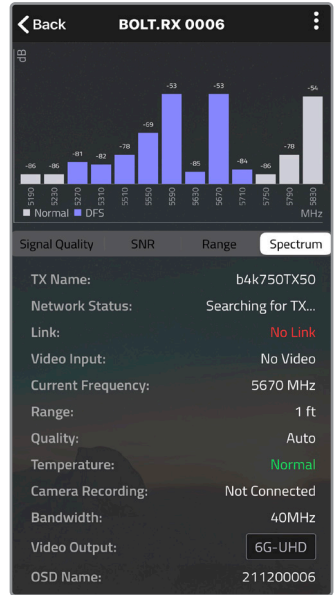 Back BOLT.RX 0006
dB
-86 -86 -81 -82 -78 -69 -53 -85 -53 -84 -86 -78 -54
5190 5230 5270 5310 5510 5550 5590 5630 5670 5710 5750 5790 5830
Normal DFS MHz
Signal Quality SNR Range Spectrum
TX Name: b4k750TX50
Network Status: Searching for TX...
Link: No Link
Video Input: No Video
Current Frequency: 5670 MHz
Range: 1 ft
Quality: Auto
Temperature: Normal
Camera Recording: Not Connected
Bandwidth: 40MHz
Video Output: 6G-UHD
OSD Name: 211200006